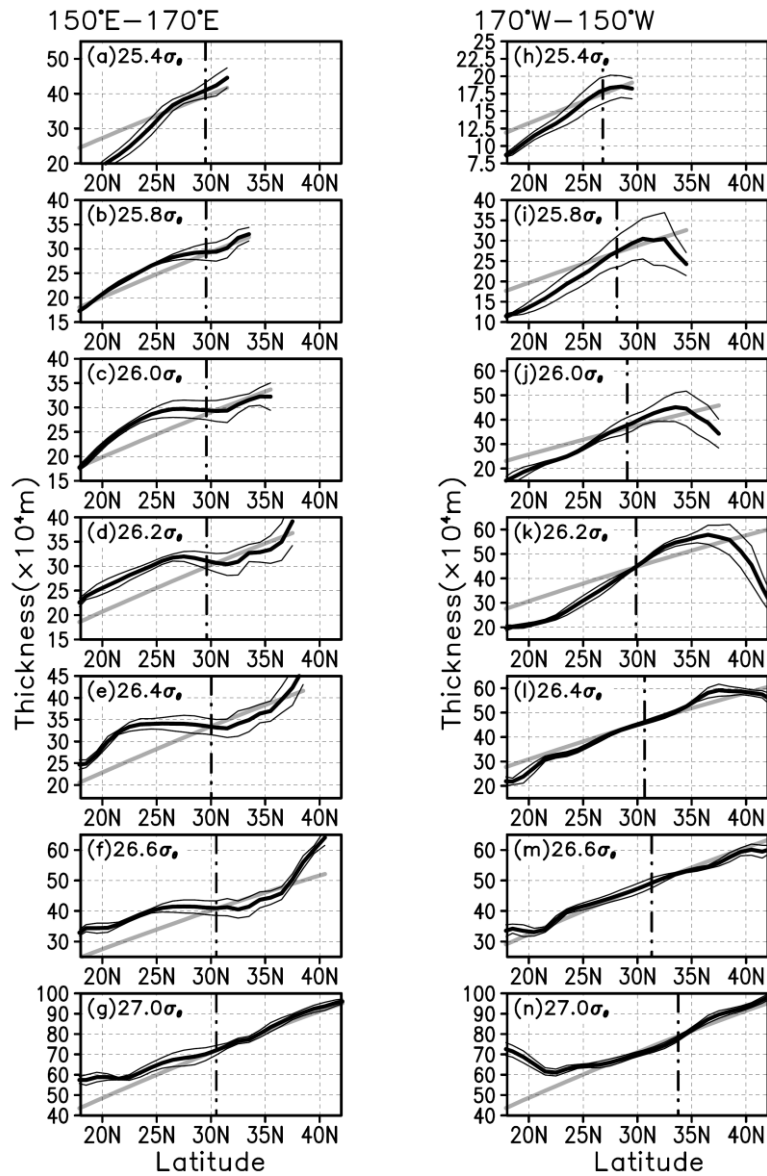 150°E−170°E
170°W−150°W
Thickness(×10⁴m)
(a)25.4σθ
50
40
30
20
20N 25N 30N 35N 40N
(b)25.8σθ
40
35
30
25
20
15
20N 25N 30N 35N 40N
(c)26.0σθ
40
35
30
25
20
15
20N 25N 30N 35N 40N
(d)26.2σθ
40
35
30
25
20
15
20N 25N 30N 35N 40N
(e)26.4σθ
45
40
35
30
25
20
20N 25N 30N 35N 40N
(f)26.6σθ
60
50
40
30
20N 25N 30N 35N 40N
(g)27.0σθ
100
90
80
70
60
50
40
20N 25N 30N 35N 40N
Latitude
Thickness(×10⁴m)
(h)25.4σθ
25
22.5
20
17.5
15
12.5
10
7.5
20N 25N 30N 35N 40N
(i)25.8σθ
40
35
30
25
20
15
10
20N 25N 30N 35N 40N
(j)26.0σθ
60
50
40
30
20
20N 25N 30N 35N 40N
(k)26.2σθ
60
50
40
30
20
20N 25N 30N 35N 40N
(l)26.4σθ
60
50
40
30
20
20N 25N 30N 35N 40N
(m)26.6σθ
60
50
40
30
20N 25N 30N 35N 40N
(n)27.0σθ
100
90
80
70
60
50
40
20N 25N 30N 35N 40N
Latitude